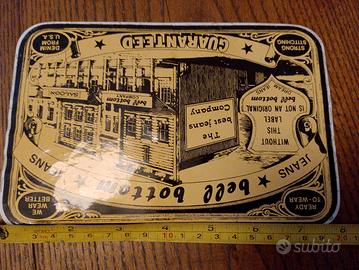 READY
TO-WEAR
WE
WEAR
BETTER
★ bell bottom ★
JEANS
JEANS
WITHOUT
THIS
LABEL
IS NOT AN ORIGINAL
bell bottom
The
best jeans
Company
bell bottom
COMPANY
SALOON
★ GUARANTEED ★
STRONG
STITCHING
DENIM
FROM
U.S.A.
subito